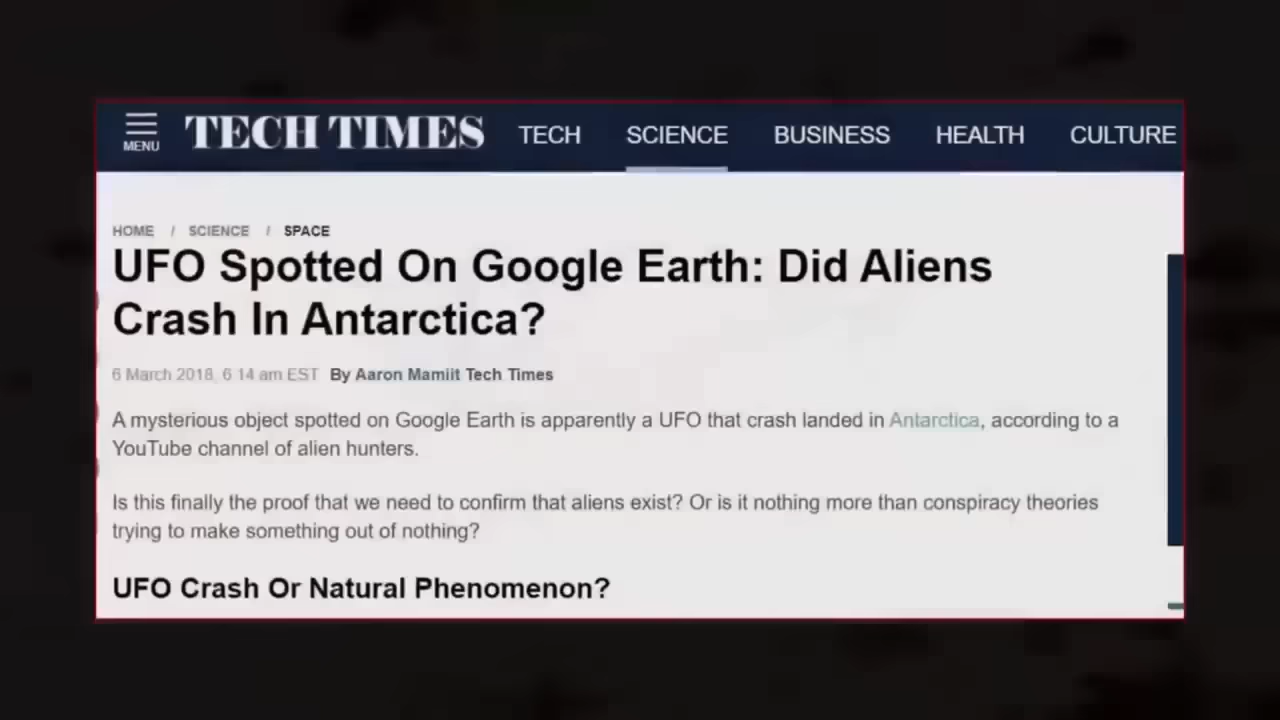 MENU TECH TIMES TECH SCIENCE BUSINESS HEALTH CULTURE
HOME / SCIENCE / SPACE
UFO Spotted On Google Earth: Did Aliens
Crash In Antarctica?
6 March 2018, 6:14 am EST By Aaron Mamiit Tech Times
A mysterious object spotted on Google Earth is apparently a UFO that crash landed in Antarctica, according to a
YouTube channel of alien hunters.
Is this finally the proof that we need to confirm that aliens exist? Or is it nothing more than conspiracy theories
trying to make something out of nothing?
UFO Crash Or Natural Phenomenon?